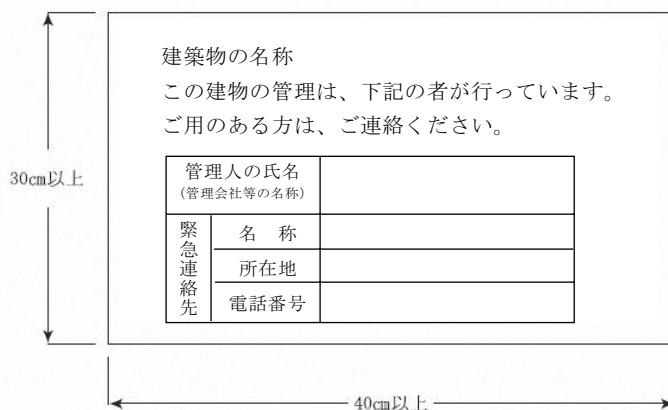 建築物の名称
この建物の管理は、下記の者が行っています。
ご用のある方は、ご連絡ください。
30cm以上
管理人の氏名
(管理会社等の名称)
緊急連絡先
名 称
所在地
電話番号
40cm以上